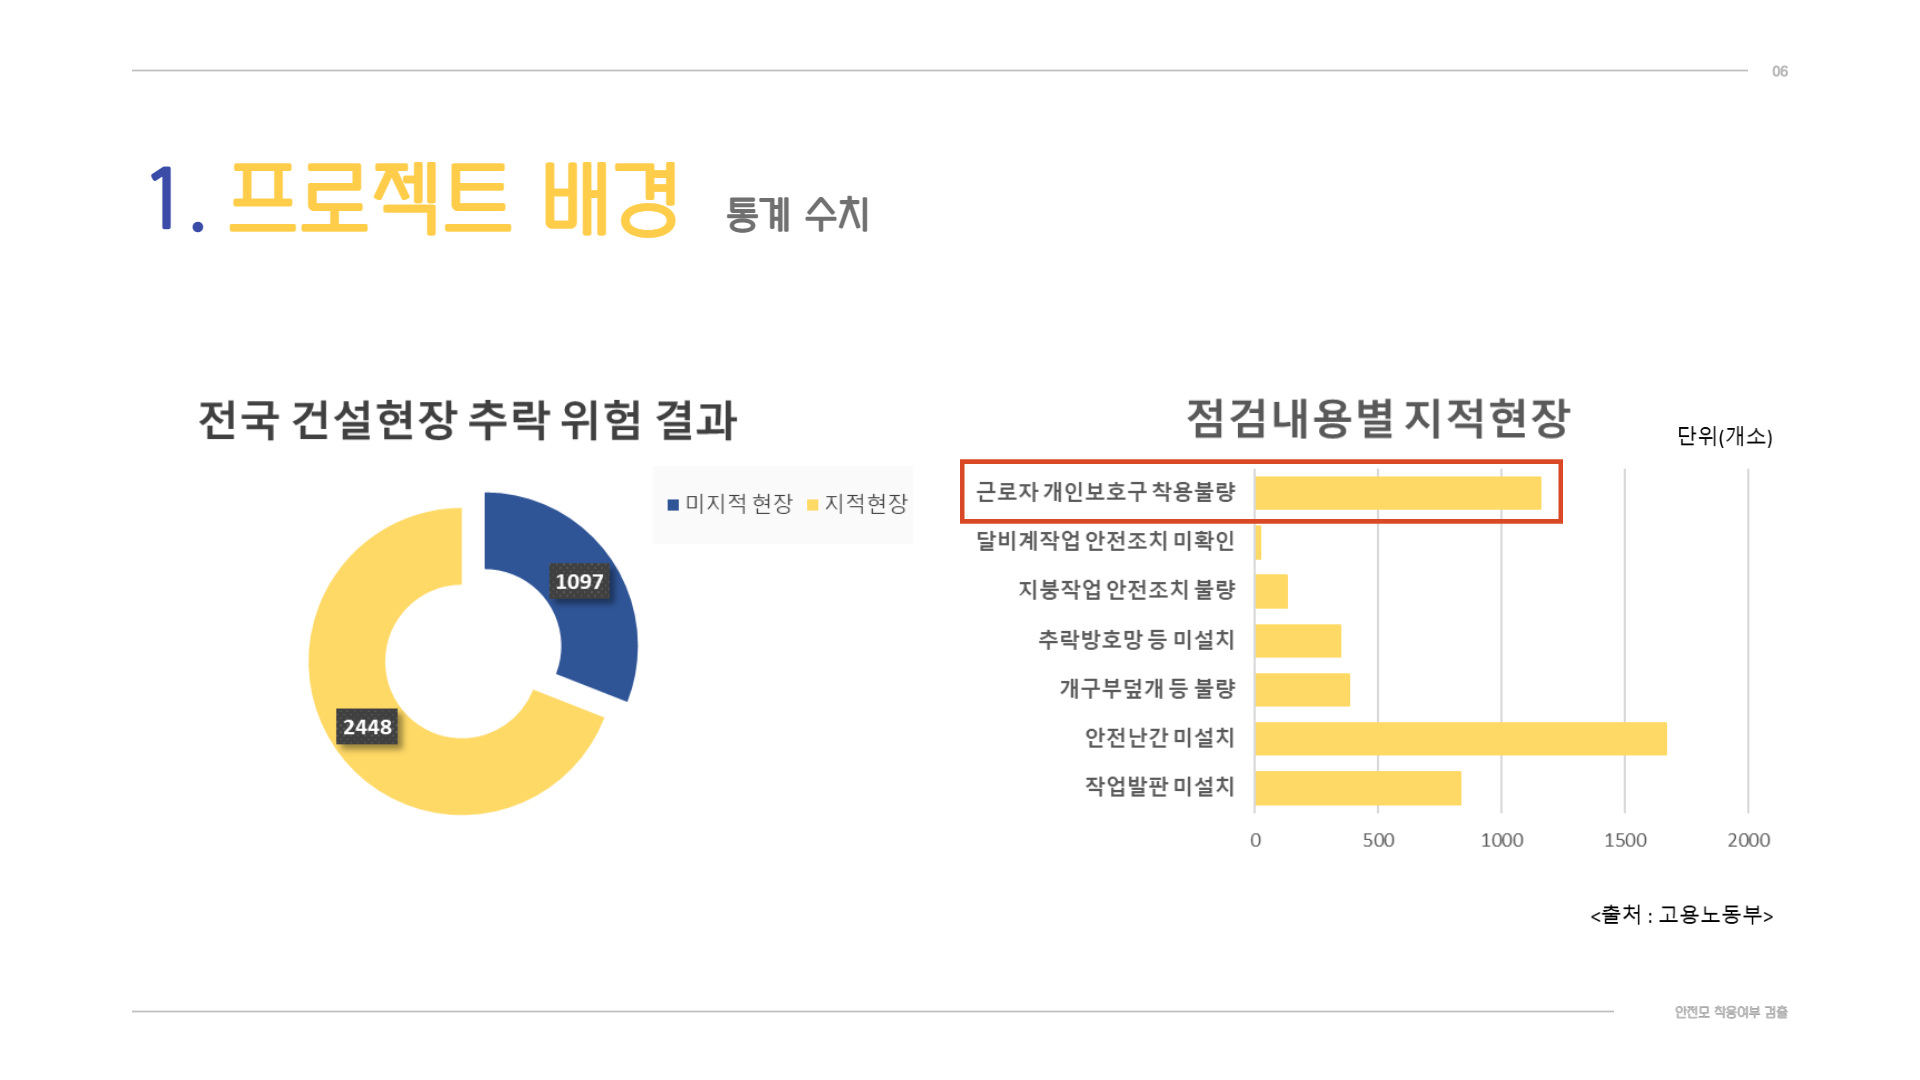 06
1. 프로젝트 배경 통계 수치
전국 건설현장 추락 위험 결과
미지적 현장 지적현장
1097
2448
점검내용별 지적현장
단위(개소)
근로자 개인보호구 착용불량
달비계작업 안전조치 미확인
지붕작업 안전조치 불량
추락방호망 등 미설치
개구부덮개 등 불량
안전난간 미설치
작업발판 미설치
0 500 1000 1500 2000
<출처 : 고용노동부>
안전모 착용여부 검출